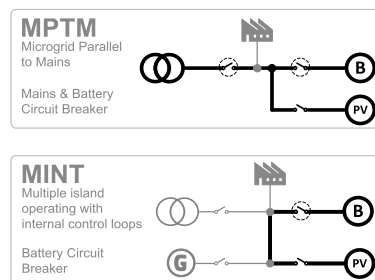 MPTM
Microgrid Parallel
to Mains
Mains & Battery
Circuit Breaker
B
PV
MINT
Multiple island
operating with
internal control loops
Battery Circuit
Breaker
B
G
PV